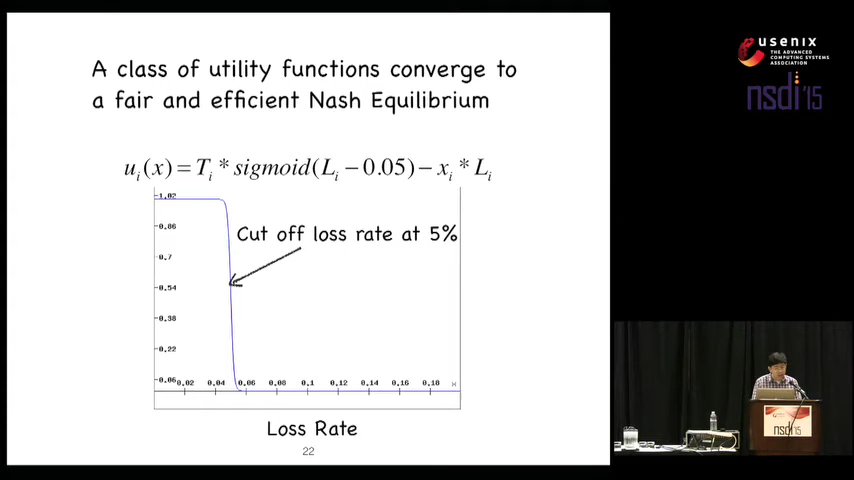 A class of utility functions converge to
a fair and efficient Nash Equilibrium
u_i(x) = T_i * sigmoid(L_i − 0.05) − x_i * L_i
1.02
0.86
0.7
0.54
0.38
0.22
0.06
0.02 0.04 0.06 0.08 0.1 0.12 0.14 0.16 0.18
Cut off loss rate at 5%
Loss Rate
22
usenix
THE ADVANCED
COMPUTING SYSTEMS
ASSOCIATION
nsdi'15
nsdi'15